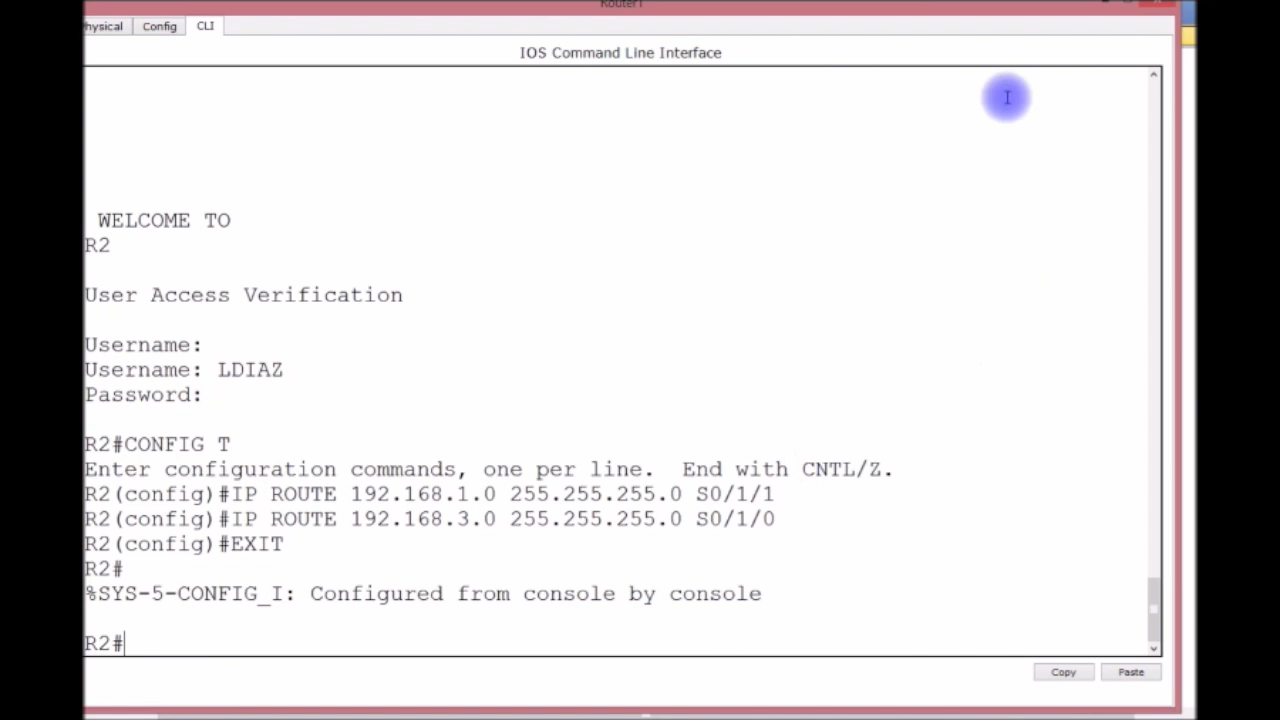 Router1
hysical Config CLI
IOS Command Line Interface
WELCOME TO
R2
User Access Verification
Username:
Username: LDIAZ
Password:
R2#CONFIG T
Enter configuration commands, one per line.  End with CNTL/Z.
R2(config)#IP ROUTE 192.168.1.0 255.255.255.0 S0/1/1
R2(config)#IP ROUTE 192.168.3.0 255.255.255.0 S0/1/0
R2(config)#EXIT
R2#
%SYS-5-CONFIG_I: Configured from console by console
R2#
Copy Paste